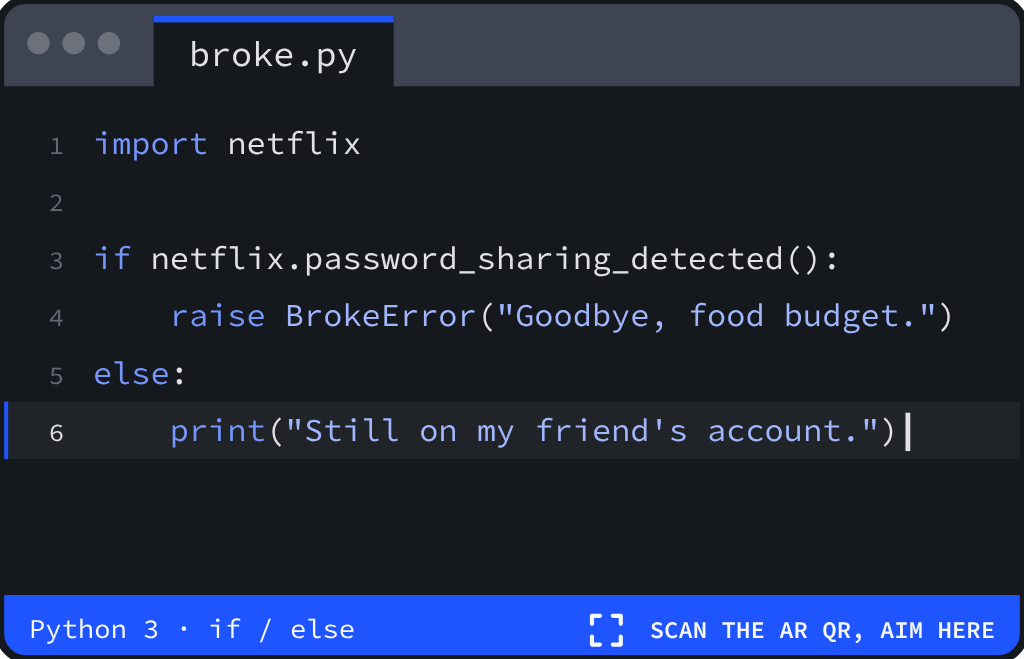 broke.py
1 import netflix
2
3 if netflix.password_sharing_detected():
4     raise BrokeError("Goodbye, food budget.")
5 else:
6     print("Still on my friend's account.")
Python 3 · if / else
SCAN THE AR QR, AIM HERE